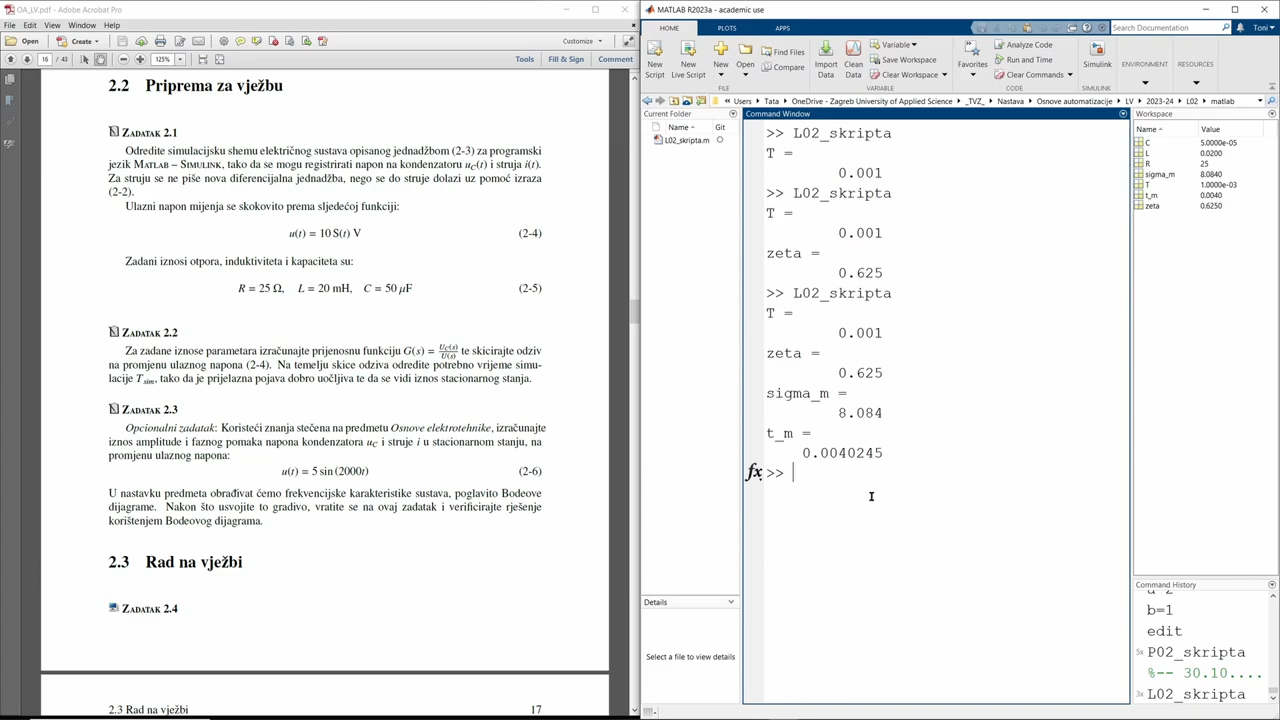 OA_LV.pdf - Adobe Acrobat Pro
File Edit View Window Help
Open Create Customize
16 / 43 125% Tools Fill & Sign Comment
2.2 Priprema za vježbu
ZADATAK 2.1
Odredite simulacijsku shemu električnog sustava opisanog jednadžbom (2-3) za programski
jezik MATLAB – SIMULINK, tako da se mogu registrirati napon na kondenzatoru uC(t) i struja i(t).
Za struju se ne piše nova diferencijalna jednadžba, nego se do struje dolazi uz pomoć izraza
(2-2).
Ulazni napon mijenja se skokovito prema sljedećoj funkciji:
u(t) = 10 S(t) V (2-4)
Zadani iznosi otpora, induktiviteta i kapaciteta su:
R = 25 Ω, L = 20 mH, C = 50 μF (2-5)
ZADATAK 2.2
Za zadane iznose parametara izračunajte prijenosnu funkciju G(s) = UC(s)/U(s) te skicirajte odziv
na promjenu ulaznog napona (2-4). Na temelju skice odziva odredite potrebno vrijeme simu-
lacije Tsim, tako da je prijelazna pojava dobro uočljiva te da se vidi iznos stacionarnog stanja.
ZADATAK 2.3
Opcionalni zadatak: Koristeći znanja stečena na predmetu Osnove elektrotehnike, izračunajte
iznos amplitude i faznog pomaka napona kondenzatora uC i struje i u stacionarnom stanju, na
promjenu ulaznog napona:
u(t) = 5 sin (2000t) (2-6)
U nastavku predmeta obrađivat ćemo frekvencijske karakteristike sustava, poglavito Bodeove
dijagrame. Nakon što usvojite to gradivo, vratite se na ovaj zadatak i verificirajte rješenje
korištenjem Bodeovog dijagrama.
2.3 Rad na vježbi
ZADATAK 2.4
2.3 Rad na vježbi 17
MATLAB R2023a - academic use
HOME PLOTS APPS Search Documentation Toni
New Script
New Live Script
New
Open
Find Files
Compare
Import Data
Clean Data
Variable
Save Workspace
Clear Workspace
Favorites
Analyze Code
Run and Time
Clear Commands
Simulink
ENVIRONMENT
RESOURCES
FILE VARIABLE CODE SIMULINK
Users Tata OneDrive - Zagreb University of Applied Science _TVZ_ Nastava Osnove automatizacije LV 2023-24 L02 matlab
Current Folder
Name Git
L02_skripta.m
Details
Select a file to view details
Command Window
>> L02_skripta
T =
0.001
>> L02_skripta
T =
0.001
zeta =
0.625
>> L02_skripta
T =
0.001
zeta =
0.625
sigma_m =
8.084
t_m =
0.0040245
fx >>
Workspace
Name Value
C 5.0000e-05
L 0.0200
R 25
sigma_m 8.0840
T 1.0000e-03
t_m 0.0040
zeta 0.6250
Command History
b=1
edit
5x P02_skripta
%-- 30.10....
3x L02_skripta